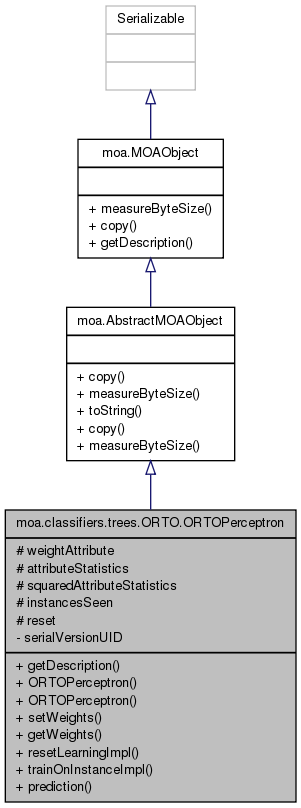 Serializable
moa.MOAObject
+ measureByteSize()
+ copy()
+ getDescription()
moa.AbstractMOAObject
+ copy()
+ measureByteSize()
+ toString()
+ copy()
+ measureByteSize()
moa.classifiers.trees.ORTO.ORTOPerceptron
# weightAttribute
# attributeStatistics
# squaredAttributeStatistics
# instancesSeen
# reset
- serialVersionUID
+ getDescription()
+ ORTOPerceptron()
+ ORTOPerceptron()
+ setWeights()
+ getWeights()
+ resetLearningImpl()
+ trainOnInstanceImpl()
+ prediction()